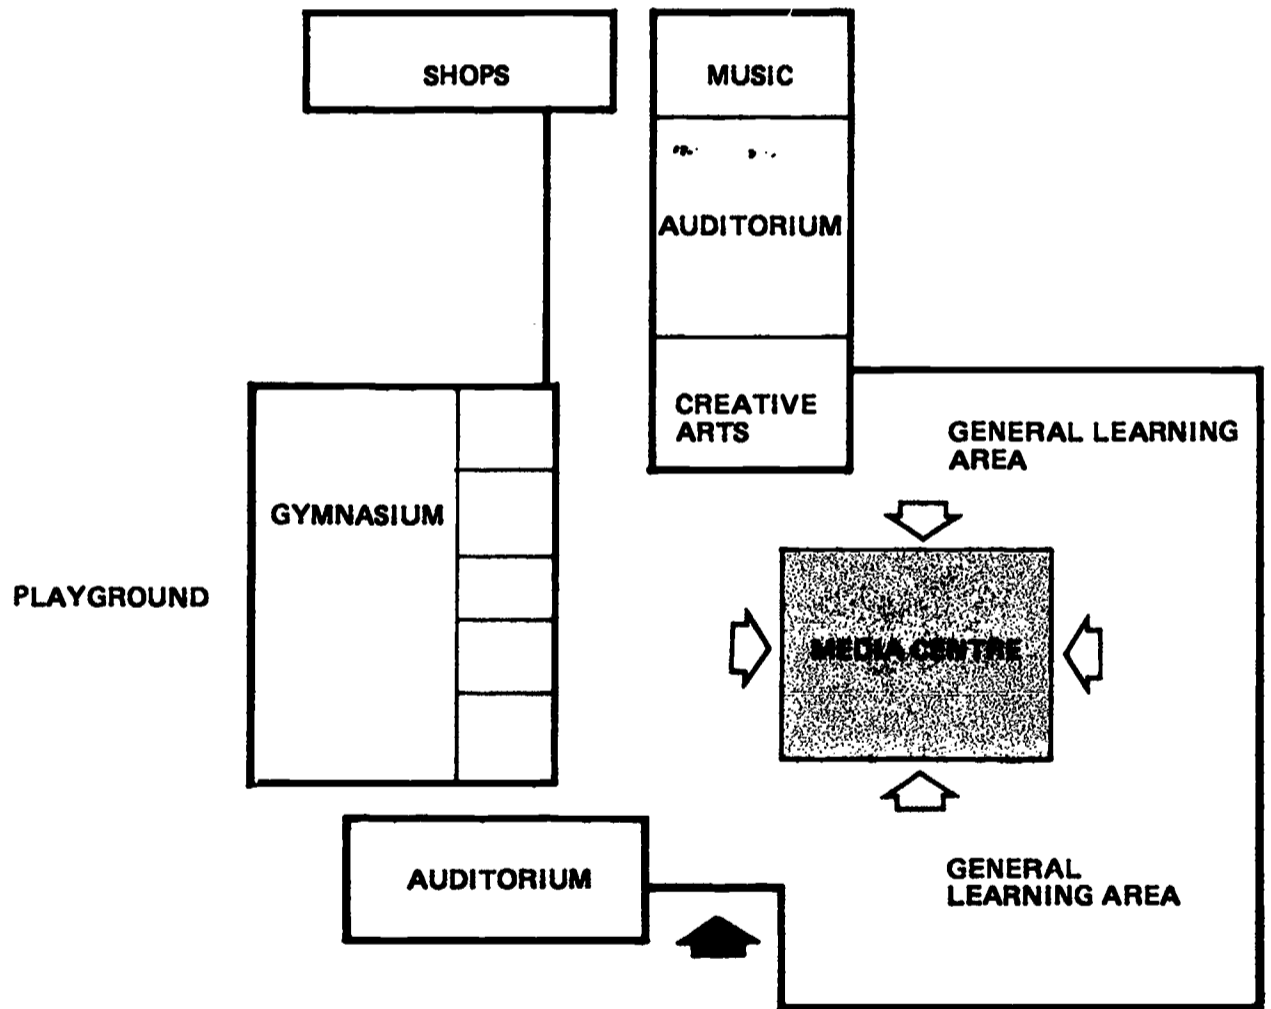 SHOPS
MUSIC
AUDITORIUM
CREATIVE
ARTS
GENERAL LEARNING
AREA
GYMNASIUM
PLAYGROUND
MEDIA CENTRE
AUDITORIUM
GENERAL
LEARNING AREA